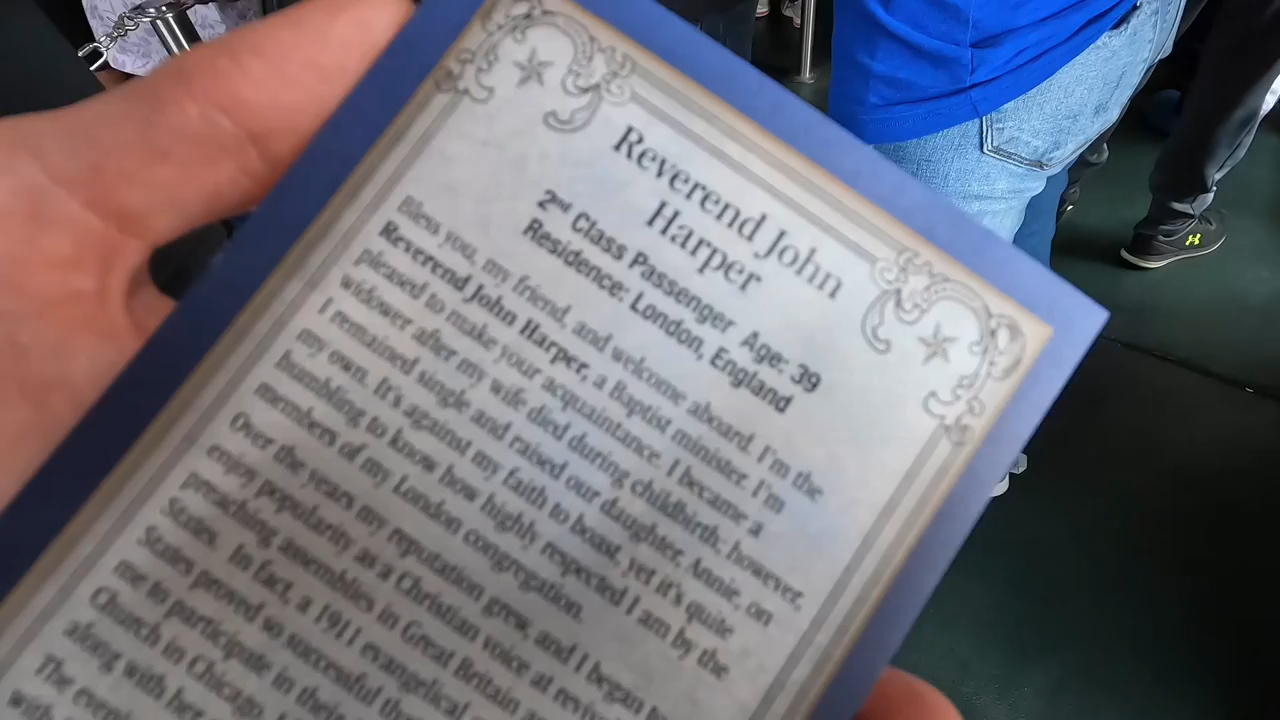 Reverend John
Harper
2nd Class Passenger Age: 39
Residence: London, England
Bless you, my friend, and welcome aboard. I'm the
Reverend John Harper, a Baptist minister. I'm
pleased to make your acquaintance. I became a
widower after my wife died during childbirth, however,
I remained single and raised our daughter, Annie, on
my own. It's against my faith to boast, yet it's quite
humbling to know how highly respected I am by the
members of my London congregation.
Over the years my reputation grew, and I began to
enjoy popularity as a Christian voice at
preaching assemblies in Great Britain
States. In fact, a 1911 evangelical
States proved so successful
me to participate in their
Church in Chicago,
along with her
The